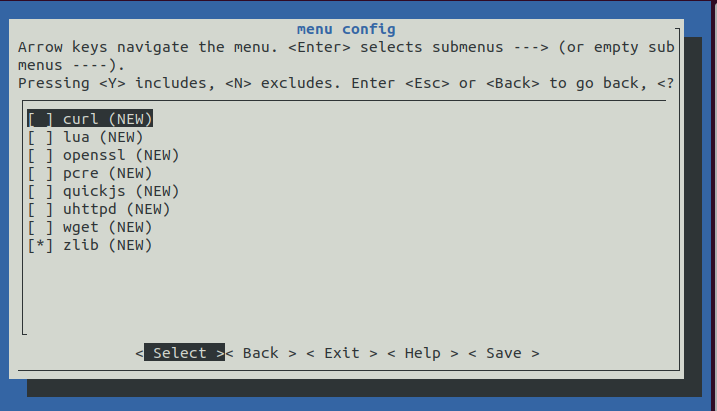 menu config
Arrow keys navigate the menu. <Enter> selects submenus ---> (or empty sub
menus ----).
Pressing <Y> includes, <N> excludes. Enter <Esc> or <Back> to go back, <?
[ ] curl (NEW)
[ ] lua (NEW)
[ ] openssl (NEW)
[ ] pcre (NEW)
[ ] quickjs (NEW)
[ ] uhttpd (NEW)
[ ] wget (NEW)
[*] zlib (NEW)
< Select >< Back > < Exit > < Help > < Save >